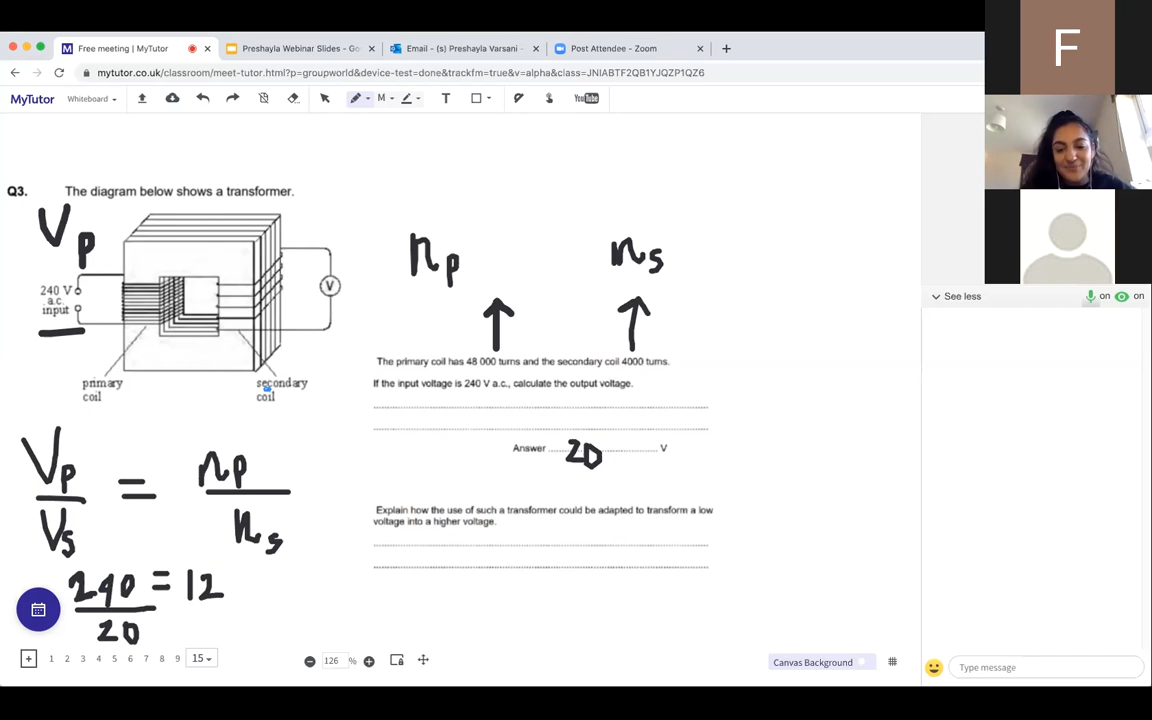 Free meeting | MyTutor
Preshayla Webinar Slides - Go
Email - (s) Preshayla Varsani -
Post Attendee - Zoom
mytutor.co.uk/classroom/meet-tutor.html?p=groupworld&device-test=done&trackfm=true&v=alpha&class=JNIABTF2QB1YJQZP1QZ6
MyTutor Whiteboard M T YouTube
F
Q3. The diagram below shows a transformer.
Vp
np
ns
240 V
a.c.
input
V
primary
coil
secondary
coil
The primary coil has 48 000 turns and the secondary coil 4000 turns.
If the input voltage is 240 V a.c., calculate the output voltage.
Answer 20 V
Explain how the use of such a transformer could be adapted to transform a low
voltage into a higher voltage.
Vp = np
Vs ns
240 = 12
20
See less on on
1 2 3 4 5 6 7 8 9 15
126 %
Canvas Background
Type message